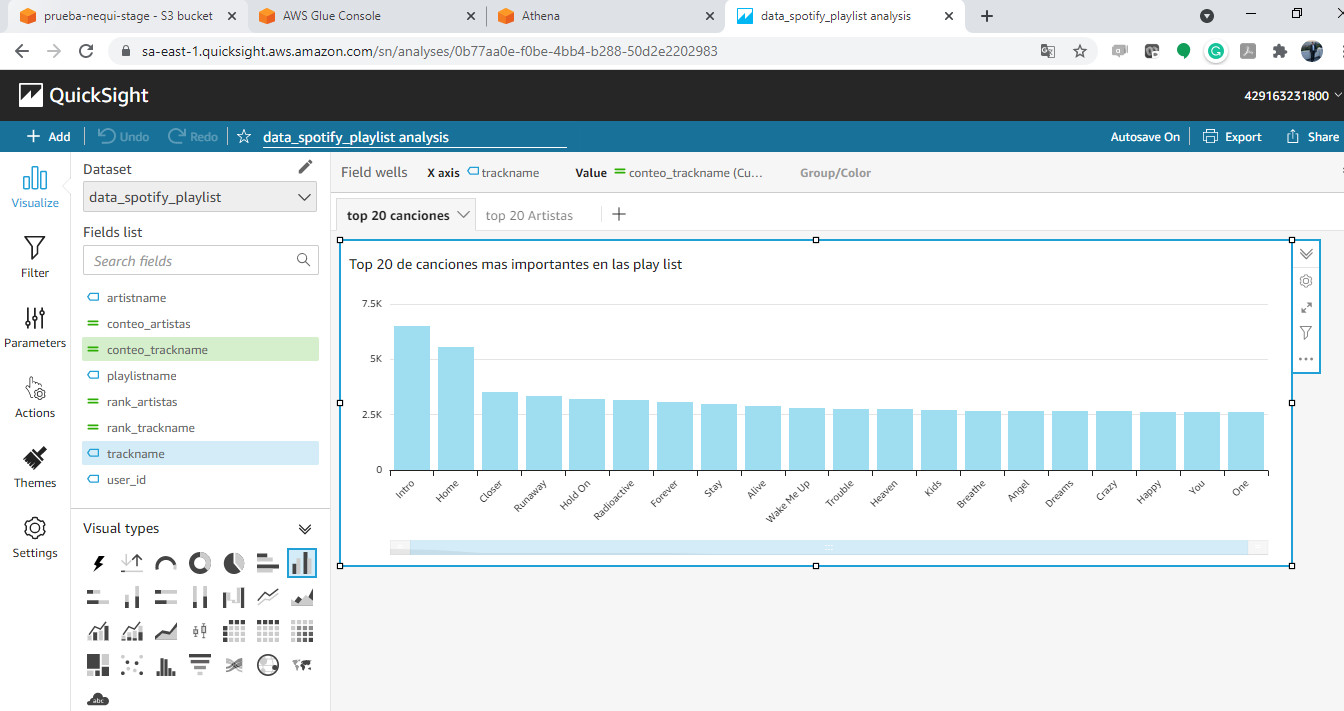 prueba-nequi-stage - S3 bucket
AWS Glue Console
Athena
data_spotify_playlist analysis
sa-east-1.quicksight.aws.amazon.com/sn/analyses/0b77aa0e-f0be-4bb4-b288-50d2e2202983
QuickSight
429163231800
Add
Undo
Redo
data_spotify_playlist analysis
Autosave On
Export
Share
Visualize
Filter
Parameters
Actions
Themes
Settings
Dataset
data_spotify_playlist
Fields list
Search fields
artistname
conteo_artistas
conteo_trackname
playlistname
rank_artistas
rank_trackname
trackname
user_id
Visual types
abc
Field wells
X axis
trackname
Value
conteo_trackname (Cu...
Group/Color
top 20 canciones
top 20 Artistas
Top 20 de canciones mas importantes en las play list
7.5K
5K
2.5K
0
Intro
Home
Closer
Runaway
Hold On
Radioactive
Forever
Stay
Alive
Wake Me Up
Trouble
Heaven
Kids
Breathe
Angel
Dreams
Crazy
Happy
You
One